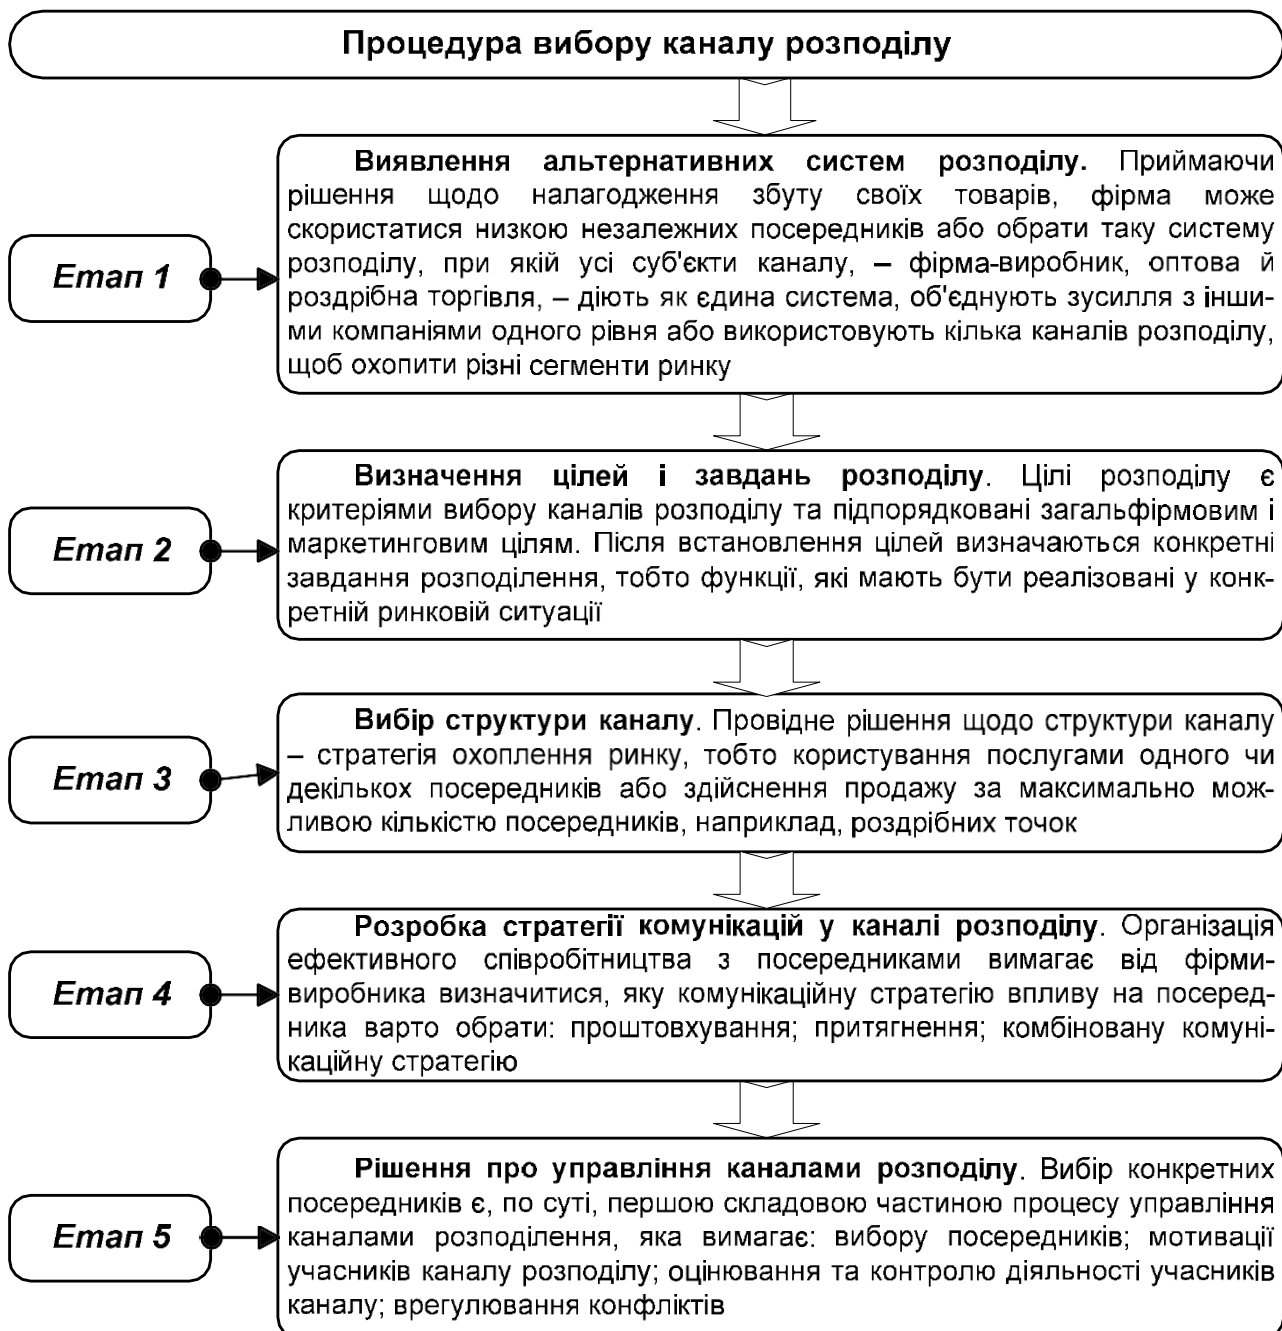 Процедура вибору каналу розподілу
Виявлення альтернативних систем розподілу. Приймаючи
рішення щодо налагодження збуту своїх товарів, фірма може
скористатися низкою незалежних посередників або обрати таку систему
розподілу, при якій усі суб'єкти каналу, – фірма-виробник, оптова й
роздрібна торгівля, – діють як єдина система, об'єднують зусилля з інши-
ми компаніями одного рівня або використовують кілька каналів розподілу,
щоб охопити різні сегменти ринку
Етап 1
Визначення цілей і завдань розподілу. Цілі розподілу є
критеріями вибору каналів розподілу та підпорядковані загальфірмовим і
маркетинговим цілям. Після встановлення цілей визначаються конкретні
завдання розподілення, тобто функції, які мають бути реалізовані у конк-
ретній ринковій ситуації
Етап 2
Вибір структури каналу. Провідне рішення щодо структури каналу
– стратегія охоплення ринку, тобто користування послугами одного чи
декількох посередників або здійснення продажу за максимально мож-
ливою кількістю посередників, наприклад, роздрібних точок
Етап 3
Розробка стратегії комунікацій у каналі розподілу. Організація
ефективного співробітництва з посередниками вимагає від фірми-
виробника визначитися, яку комунікаційну стратегію впливу на посеред-
ника варто обрати: проштовхування; притягнення; комбіновану комуні-
каційну стратегію
Етап 4
Рішення про управління каналами розподілу. Вибір конкретних
посередників є, по суті, першою складовою частиною процесу управління
каналами розподілення, яка вимагає: вибору посередників; мотивації
учасників каналу розподілу; оцінювання та контролю діяльності учасників
каналу; врегулювання конфліктів
Етап 5